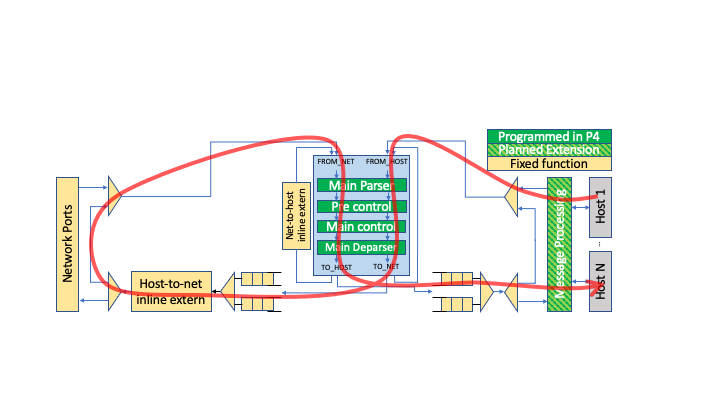 Programmed in P4
Planned Extension
Fixed function
FROM_NET
FROM_HOST
Main Parser
Pre control
Main control
Main Deparser
TO_HOST
TO_NET
Net-to-host
inline extern
Network Ports
Host-to-net
inline extern
Message Processing
Host 1
...
Host N